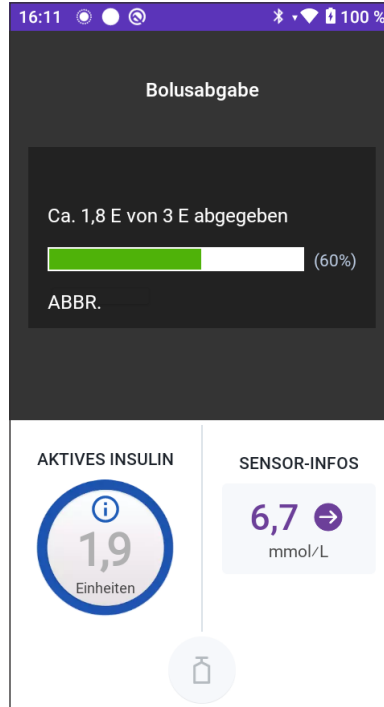 16:11 100 %
Bolusabgabe
Ca. 1,8 E von 3 E abgegeben
(60%)
ABBR.
AKTIVES INSULIN
1,9
Einheiten
SENSOR-INFOS
6,7
mmol/L